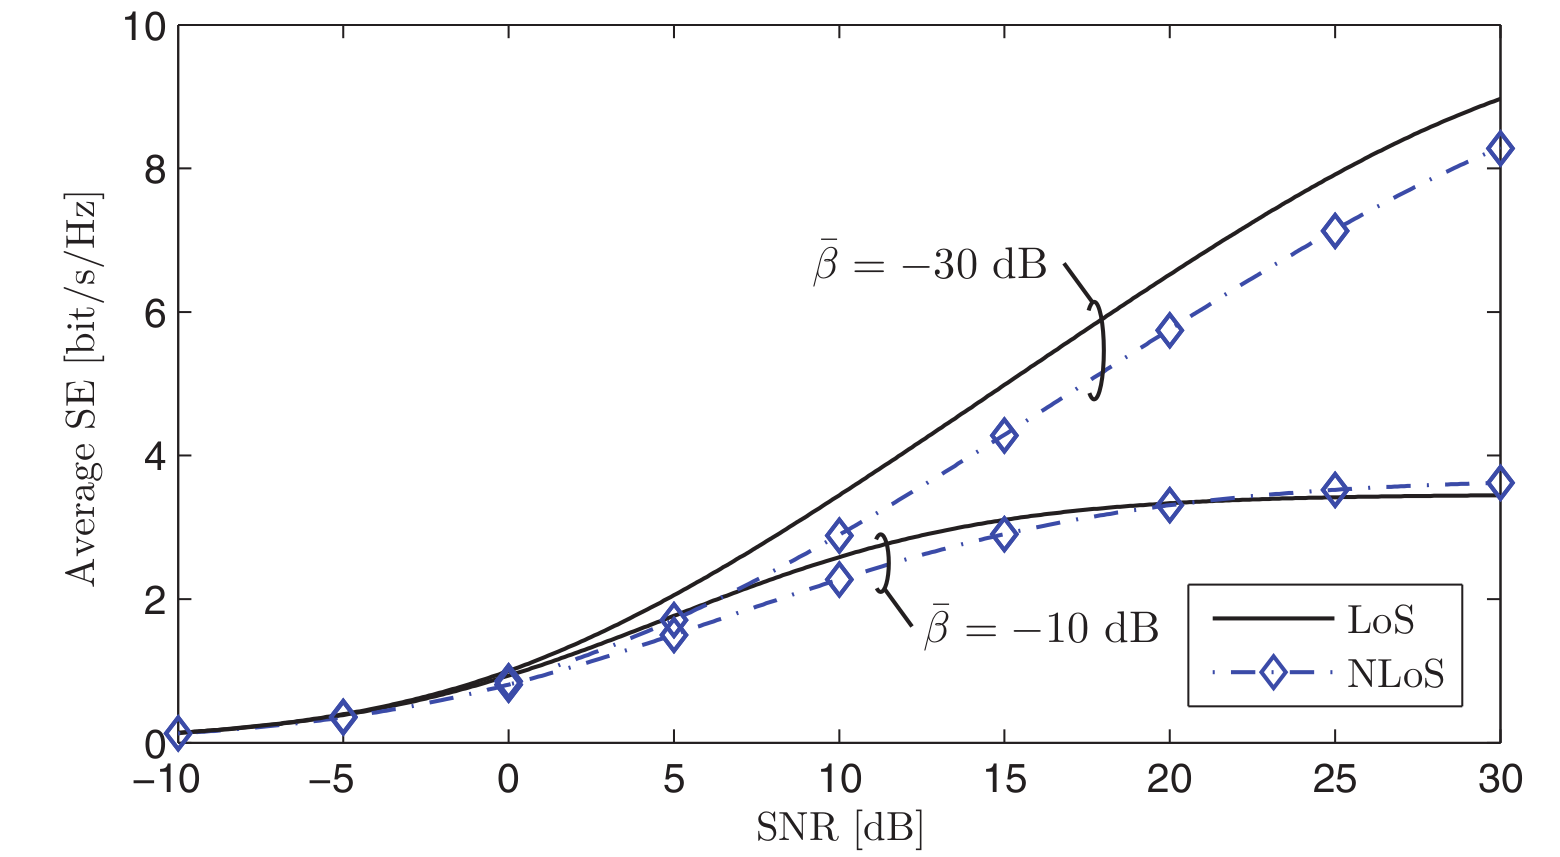 10
8
6
4
2
0
−10 −5 0 5 10 15 20 25 30
Average SE [bit/s/Hz]
SNR [dB]
β̄ = −30 dB
β̄ = −10 dB
LoS
NLoS